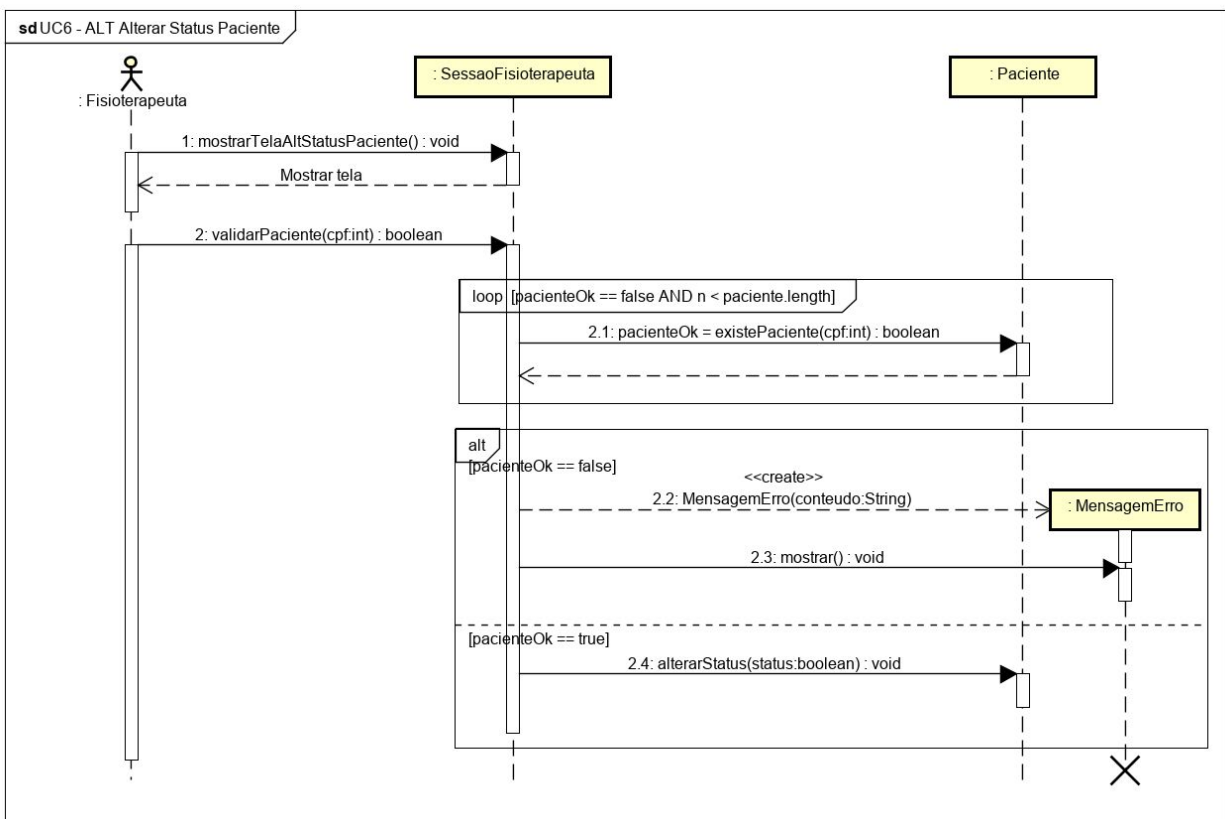 sd UC6 - ALT Alterar Status Paciente
: Fisioterapeuta
: SessaoFisioterapeuta
: Paciente
1: mostrarTelaAltStatusPaciente() : void
Mostrar tela
2: validarPaciente(cpf:int) : boolean
loop [pacienteOk == false AND n < paciente.length]
2.1: pacienteOk = existePaciente(cpf:int) : boolean
alt
[pacienteOk == false]
<<create>>
2.2: MensagemErro(conteudo:String)
: MensagemErro
2.3: mostrar() : void
[pacienteOk == true]
2.4: alterarStatus(status:boolean) : void